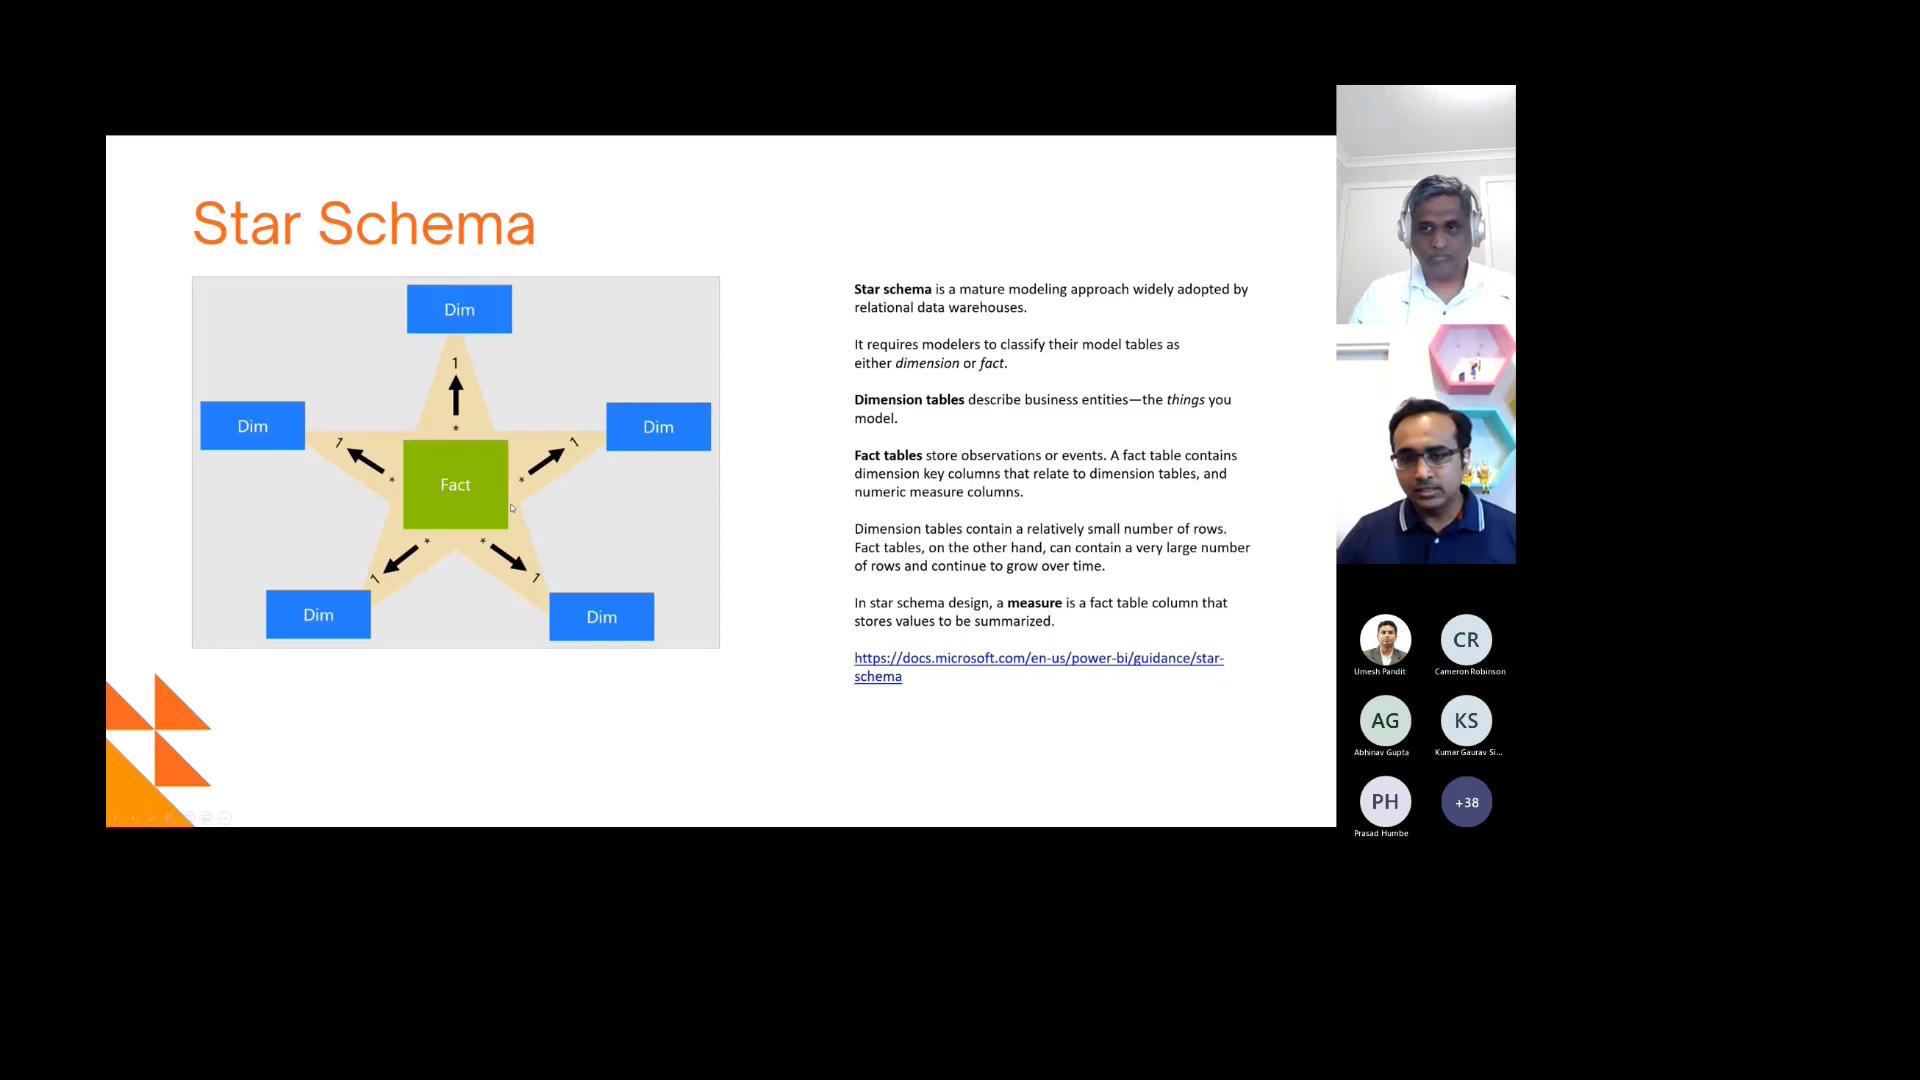 Star Schema
Dim
1
*
Dim
1
*
Fact
*
1
Dim
*
1
Dim
*
1
Dim
Star schema is a mature modeling approach widely adopted by
relational data warehouses.
It requires modelers to classify their model tables as
either dimension or fact.
Dimension tables describe business entities—the things you
model.
Fact tables store observations or events. A fact table contains
dimension key columns that relate to dimension tables, and
numeric measure columns.
Dimension tables contain a relatively small number of rows.
Fact tables, on the other hand, can contain a very large number
of rows and continue to grow over time.
In star schema design, a measure is a fact table column that
stores values to be summarized.
https://docs.microsoft.com/en-us/power-bi/guidance/star-
schema
Umesh Pandit
CR
Cameron Robinson
AG
Abhinav Gupta
KS
Kumar Gaurav Si...
PH
Prasad Humbe
+38